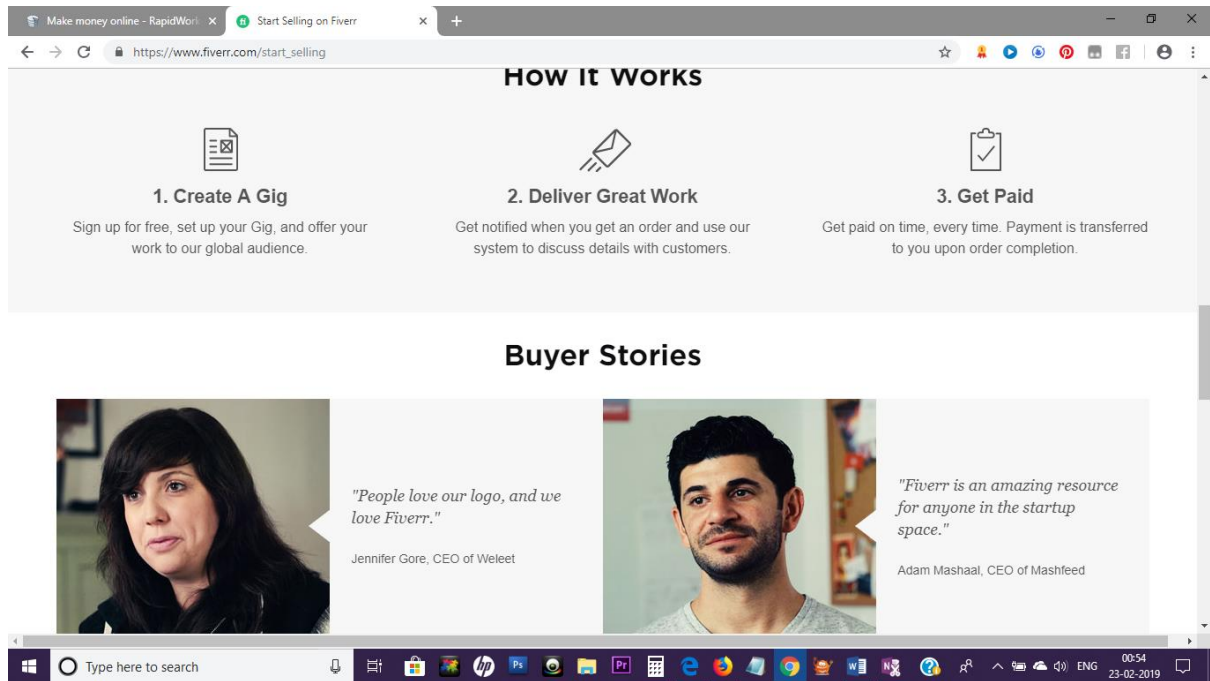 Make money online - RapidWork
Start Selling on Fiverr
https://www.fiverr.com/start_selling
How It Works
1. Create A Gig
Sign up for free, set up your Gig, and offer your
work to our global audience.
2. Deliver Great Work
Get notified when you get an order and use our
system to discuss details with customers.
3. Get Paid
Get paid on time, every time. Payment is transferred
to you upon order completion.
Buyer Stories
"People love our logo, and we
love Fiverr."
Jennifer Gore, CEO of Weleet
"Fiverr is an amazing resource
for anyone in the startup
space."
Adam Mashaal, CEO of Mashfeed
Type here to search
hp
Ps
Pr
ENG
00:54
23-02-2019